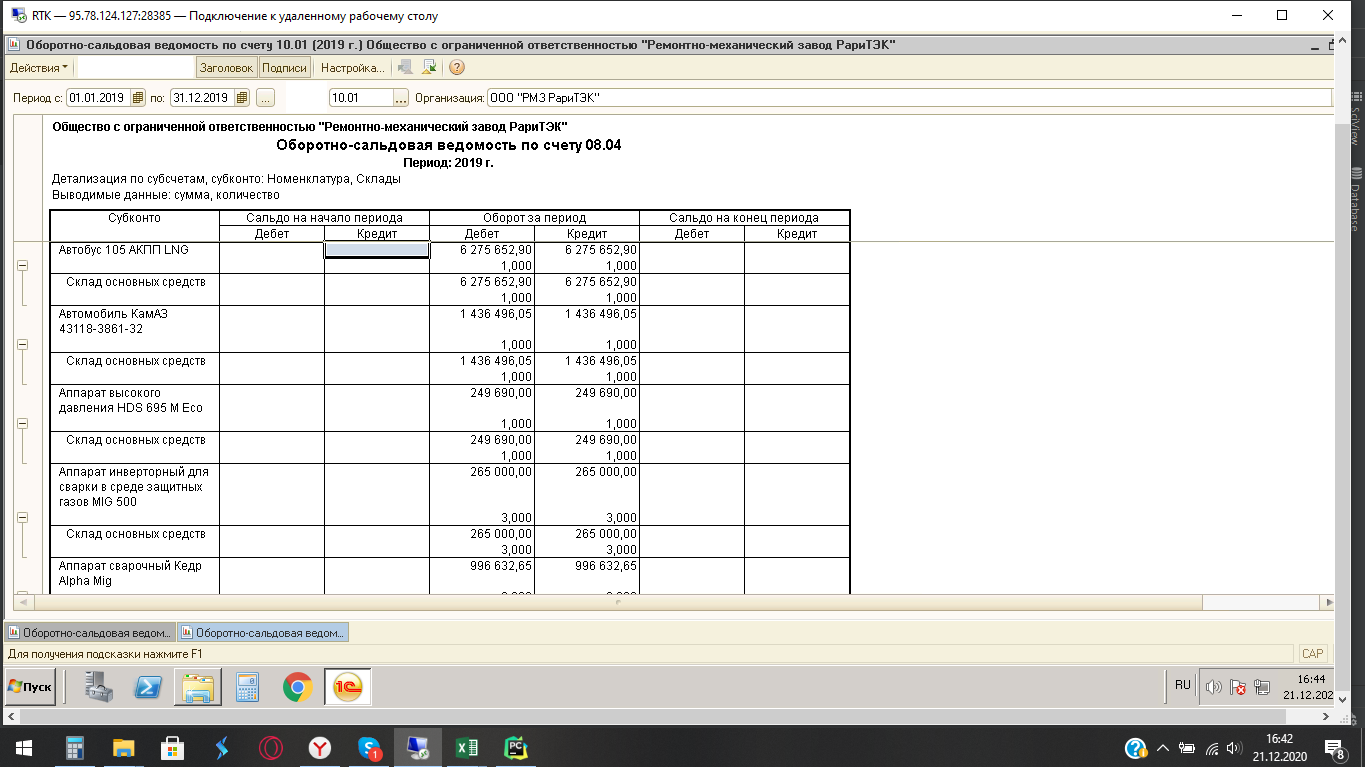 RTK — 95.78.124.127:28385 — Подключение к удаленному рабочему столу
Оборотно-сальдовая ведомость по счету 10.01 (2019 г.) Общество с ограниченной ответственностью "Ремонтно-механический завод РариТЭК"
Действия Заголовок Подписи Настройка...
Период с: 01.01.2019 по: 31.12.2019 ... 10.01 ... Организация: ООО "РМЗ РариТЭК"
Общество с ограниченной ответственностью "Ремонтно-механический завод РариТЭК"
Оборотно-сальдовая ведомость по счету 08.04
Период: 2019 г.
Детализация по субсчетам, субконто: Номенклатура, Склады
Выводимые данные: сумма, количество
Субконто Сальдо на начало периода Оборот за период Сальдо на конец периода
Дебет Кредит Дебет Кредит Дебет Кредит
Автобус 105 АКПП LNG 6 275 652,90 6 275 652,90
1,000 1,000
Склад основных средств 6 275 652,90 6 275 652,90
1,000 1,000
Автомобиль КамАЗ 1 436 496,05 1 436 496,05
43118-3861-32
1,000 1,000
Склад основных средств 1 436 496,05 1 436 496,05
1,000 1,000
Аппарат высокого 249 690,00 249 690,00
давления HDS 695 M Eco
1,000 1,000
Склад основных средств 249 690,00 249 690,00
1,000 1,000
Аппарат инверторный для 265 000,00 265 000,00
сварки в среде защитных
газов MIG 500
3,000 3,000
Склад основных средств 265 000,00 265 000,00
3,000 3,000
Аппарат сварочный Кедр 996 632,65 996 632,65
Alpha Mig
Оборотно-сальдовая ведом... Оборотно-сальдовая ведом...
Для получения подсказки нажмите F1 CAP
Пуск RU 16:44
21.12.202
16:42
21.12.2020
1
8
SciView
Database